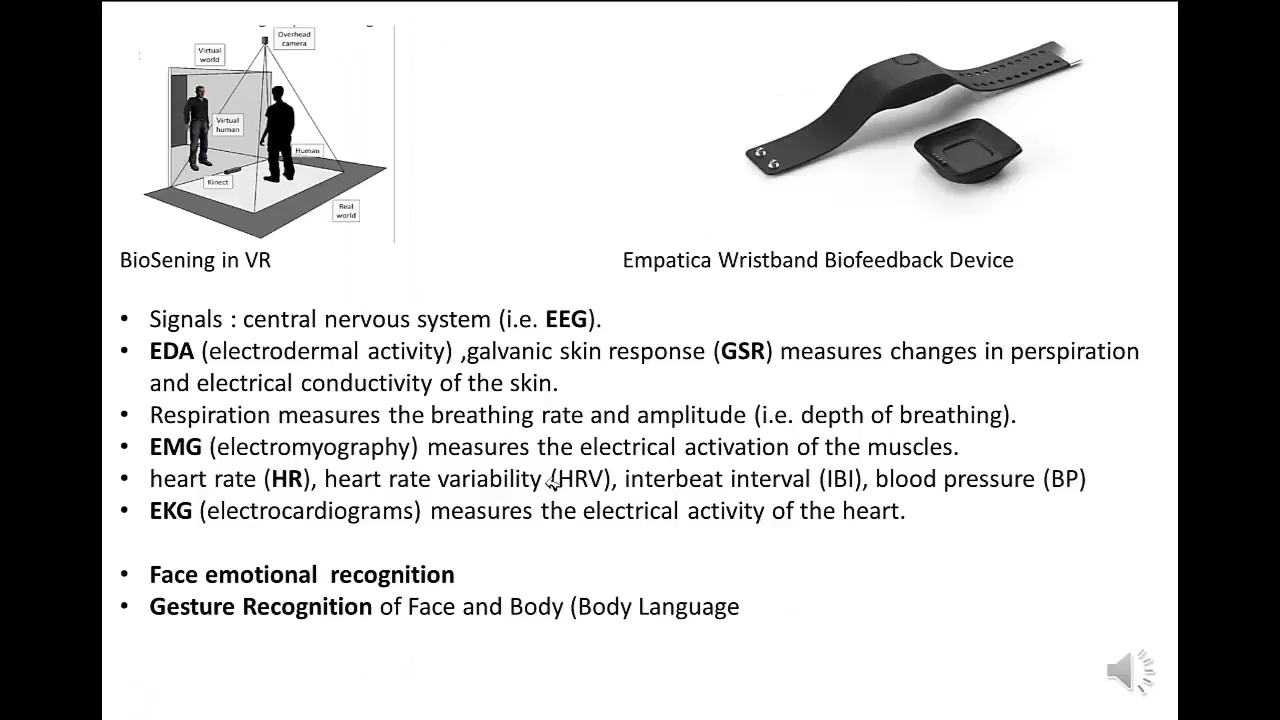 Overhead
camera
Virtual
world
Virtual
human
Human
Kinect
Real
world
BioSening in VR
Empatica Wristband Biofeedback Device
• Signals : central nervous system (i.e. EEG).
• EDA (electrodermal activity) ,galvanic skin response (GSR) measures changes in perspiration
and electrical conductivity of the skin.
• Respiration measures the breathing rate and amplitude (i.e. depth of breathing).
• EMG (electromyography) measures the electrical activation of the muscles.
• heart rate (HR), heart rate variability (HRV), interbeat interval (IBI), blood pressure (BP)
• EKG (electrocardiograms) measures the electrical activity of the heart.
• Face emotional  recognition
• Gesture Recognition of Face and Body (Body Language